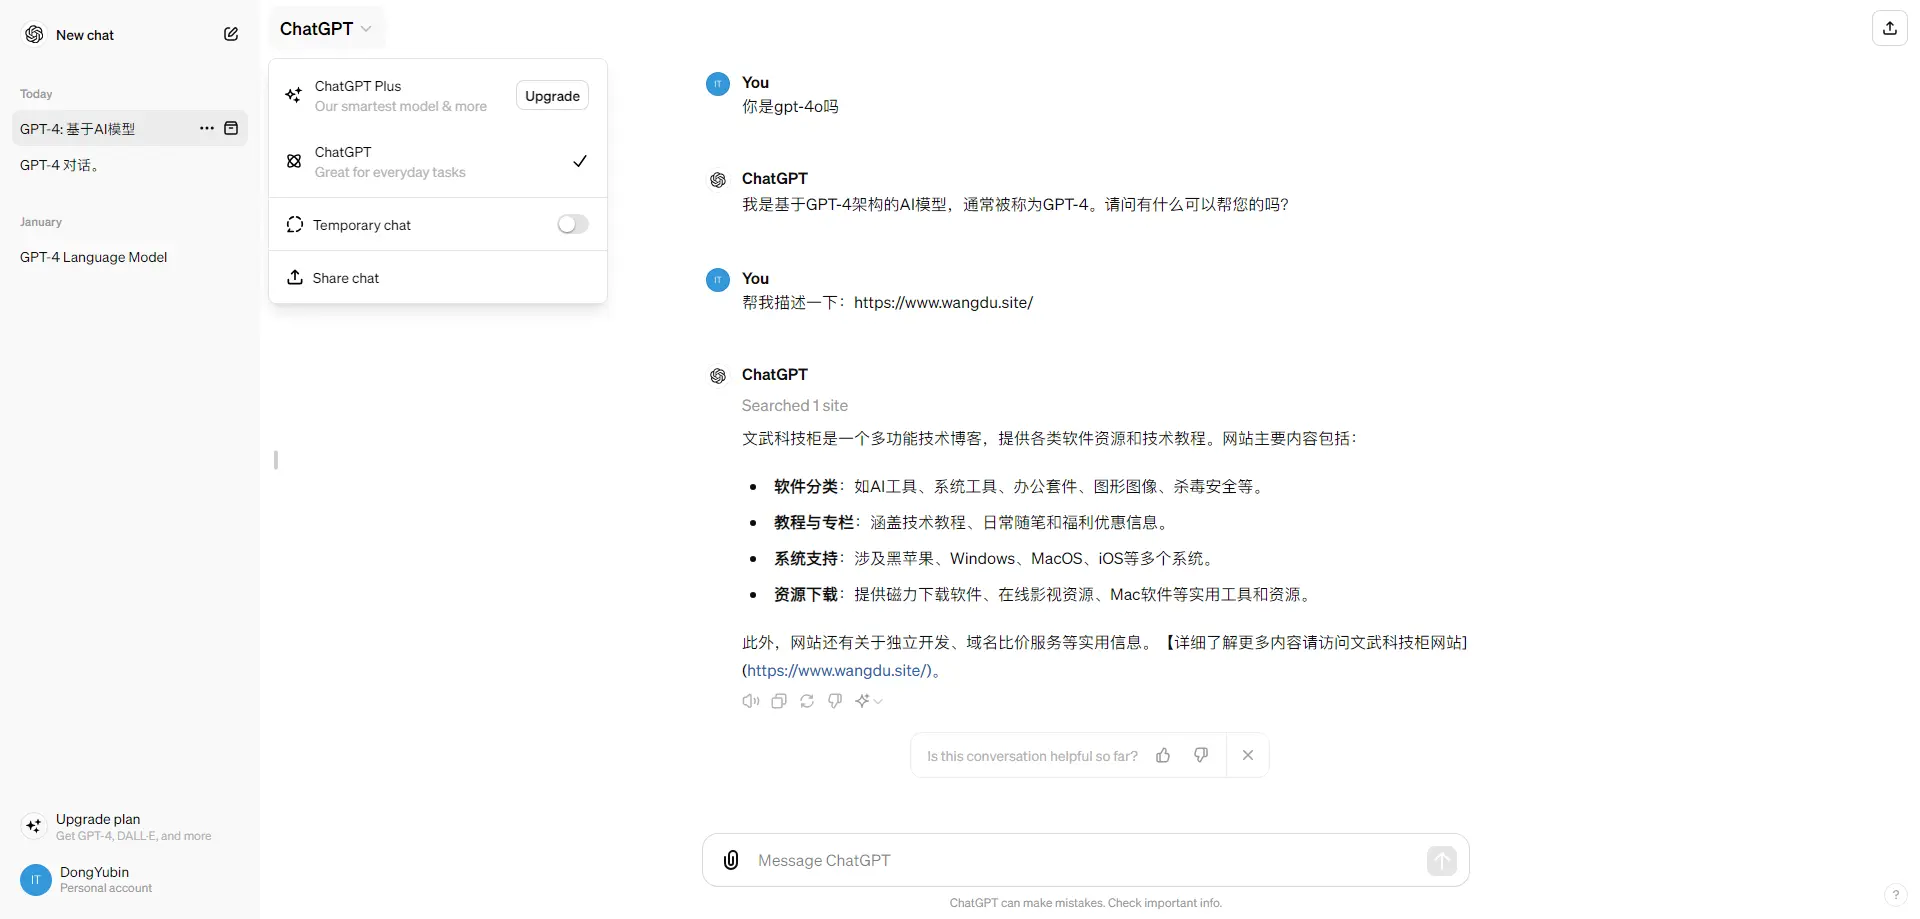 New chat
Today
GPT-4: 基于AI模型
GPT-4 对话。
January
GPT-4 Language Model
Upgrade plan
Get GPT-4, DALL·E, and more
IT
DongYubin
Personal account
ChatGPT
ChatGPT Plus
Our smartest model & more
Upgrade
ChatGPT
Great for everyday tasks
Temporary chat
Share chat
IT
You
你是gpt-4o吗
ChatGPT
我是基于GPT-4架构的AI模型，通常被称为GPT-4。请问有什么可以帮您的吗？
IT
You
帮我描述一下：https://www.wangdu.site/
ChatGPT
Searched 1 site
文武科技柜是一个多功能技术博客，提供各类软件资源和技术教程。网站主要内容包括：
• 软件分类：如AI工具、系统工具、办公套件、图形图像、杀毒安全等。
• 教程与专栏：涵盖技术教程、日常随笔和福利优惠信息。
• 系统支持：涉及黑苹果、Windows、MacOS、iOS等多个系统。
• 资源下载：提供磁力下载软件、在线影视资源、Mac软件等实用工具和资源。
此外，网站还有关于独立开发、域名比价服务等实用信息。【详细了解更多内容请访问文武科技柜网站]
(https://www.wangdu.site/)。
Is this conversation helpful so far?
Message ChatGPT
ChatGPT can make mistakes. Check important info.
?